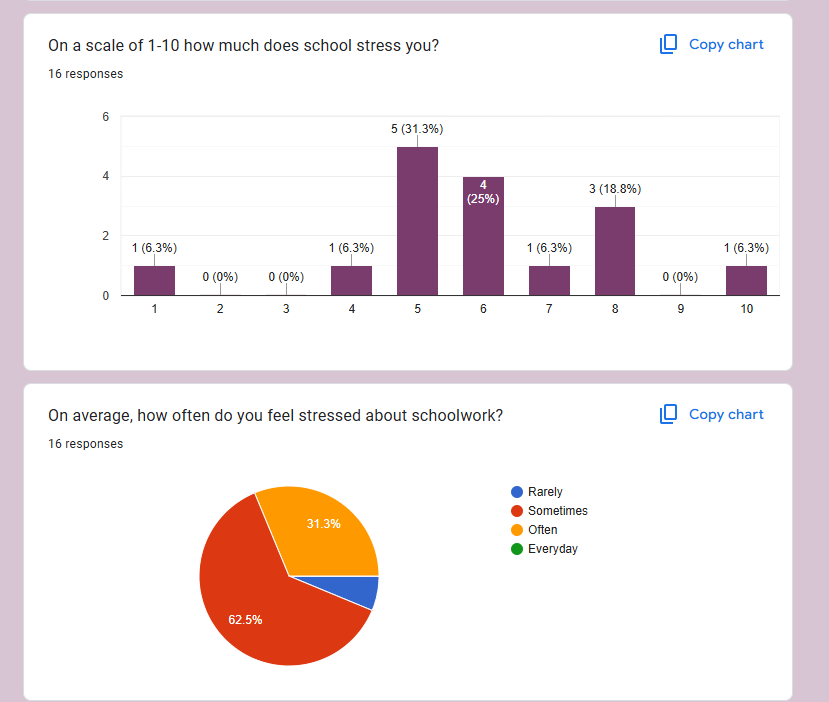 On a scale of 1-10 how much does school stress you?
Copy chart
16 responses
6
4
2
0
1 (6.3%)
0 (0%)
0 (0%)
1 (6.3%)
5 (31.3%)
4
(25%)
1 (6.3%)
3 (18.8%)
0 (0%)
1 (6.3%)
1 2 3 4 5 6 7 8 9 10
On average, how often do you feel stressed about schoolwork?
Copy chart
16 responses
31.3%
62.5%
Rarely
Sometimes
Often
Everyday